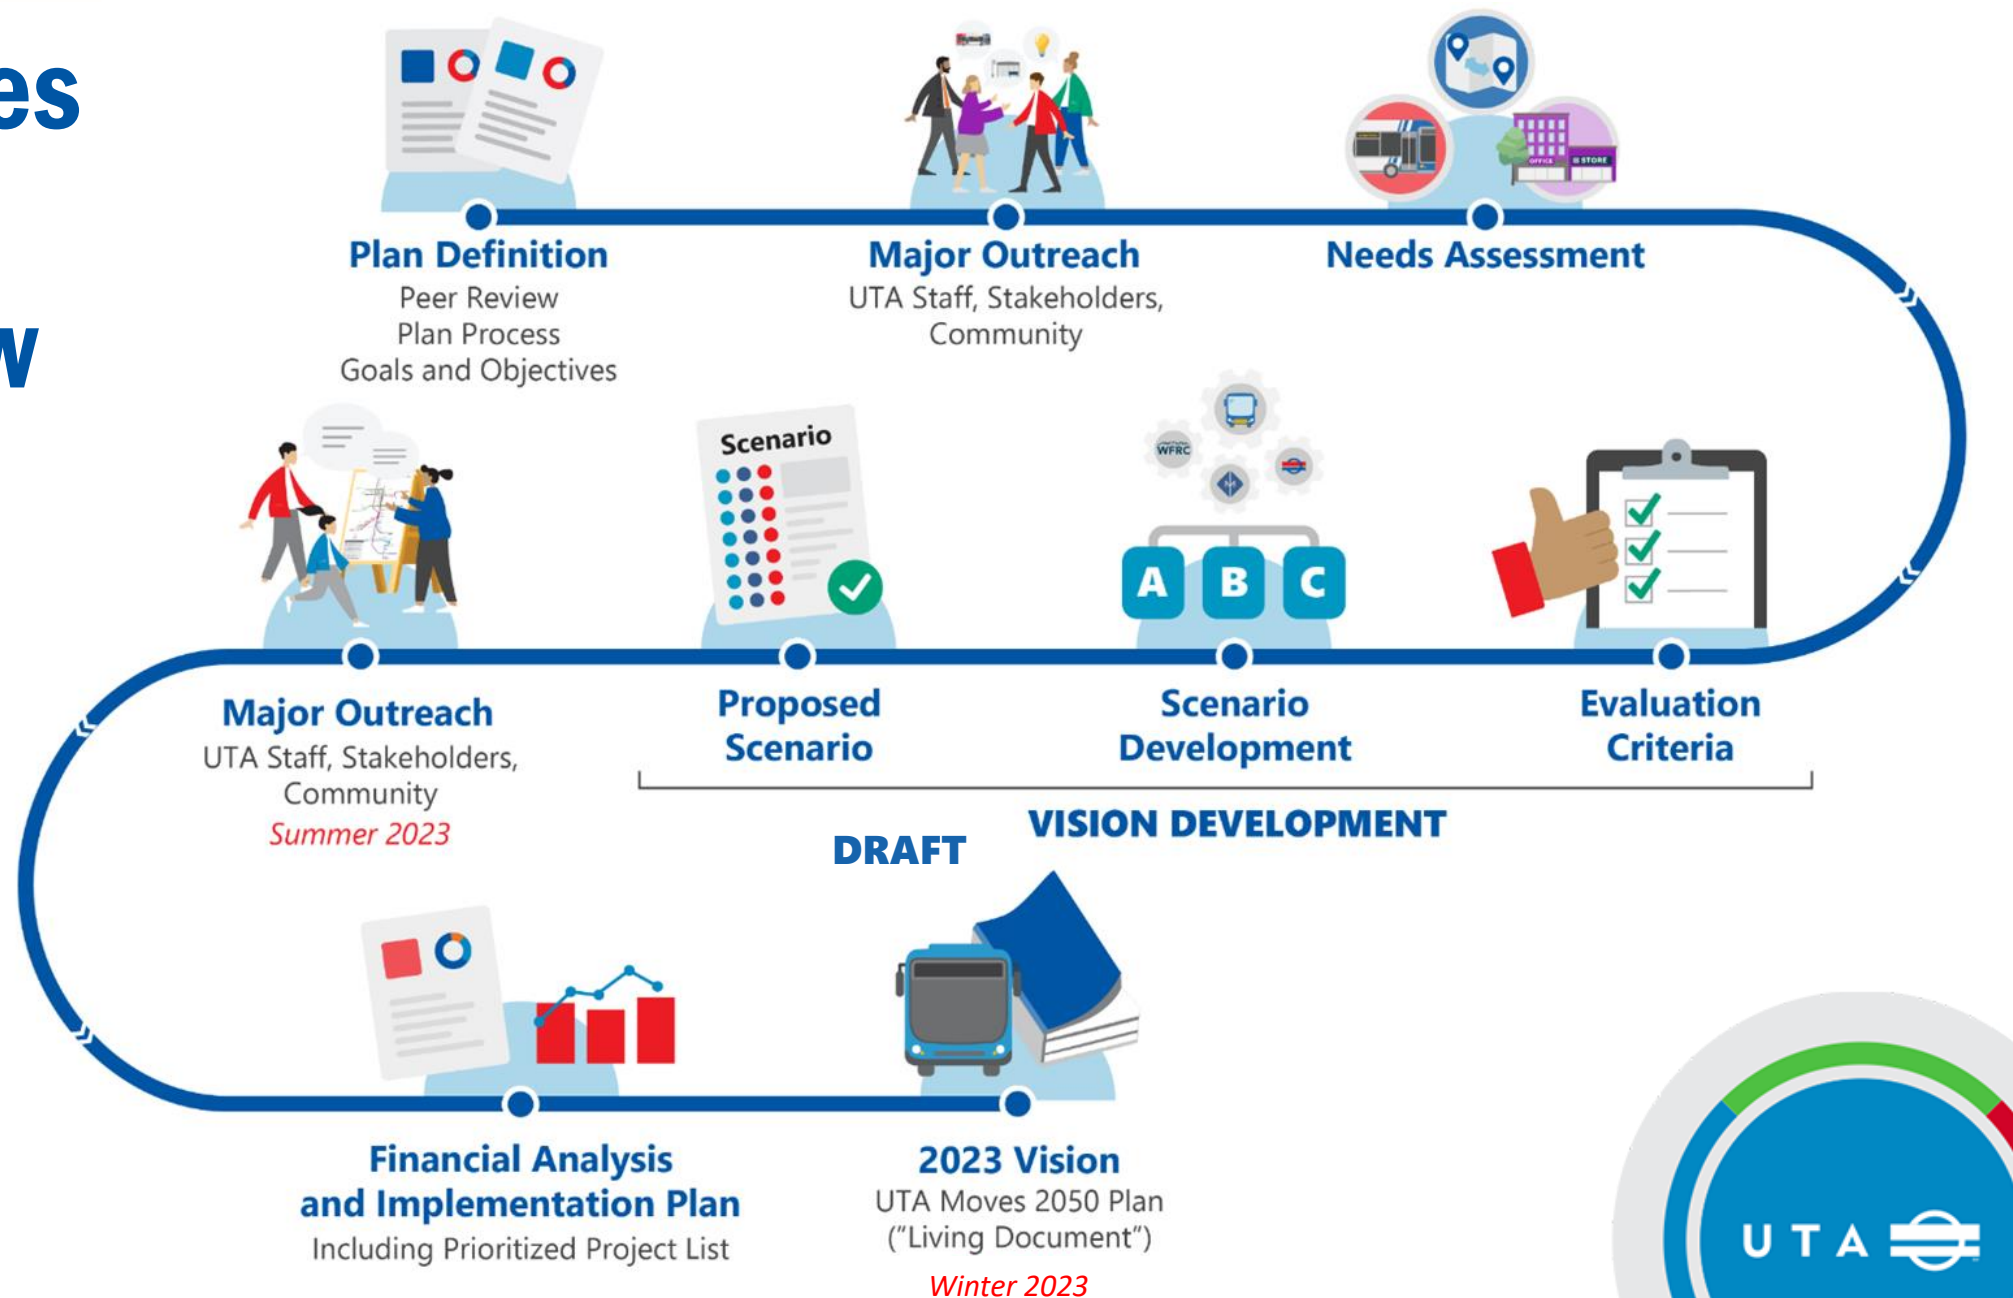 es
w
Plan Definition
Peer Review
Plan Process
Goals and Objectives
Major Outreach
UTA Staff, Stakeholders,
Community
OFFICE
STORE
Needs Assessment
Scenario
WFRC
A B C
Major Outreach
UTA Staff, Stakeholders,
Community
Summer 2023
Proposed
Scenario
Scenario
Development
Evaluation
Criteria
VISION DEVELOPMENT
DRAFT
Financial Analysis
and Implementation Plan
Including Prioritized Project List
2023 Vision
UTA Moves 2050 Plan
("Living Document")
Winter 2023
UTA